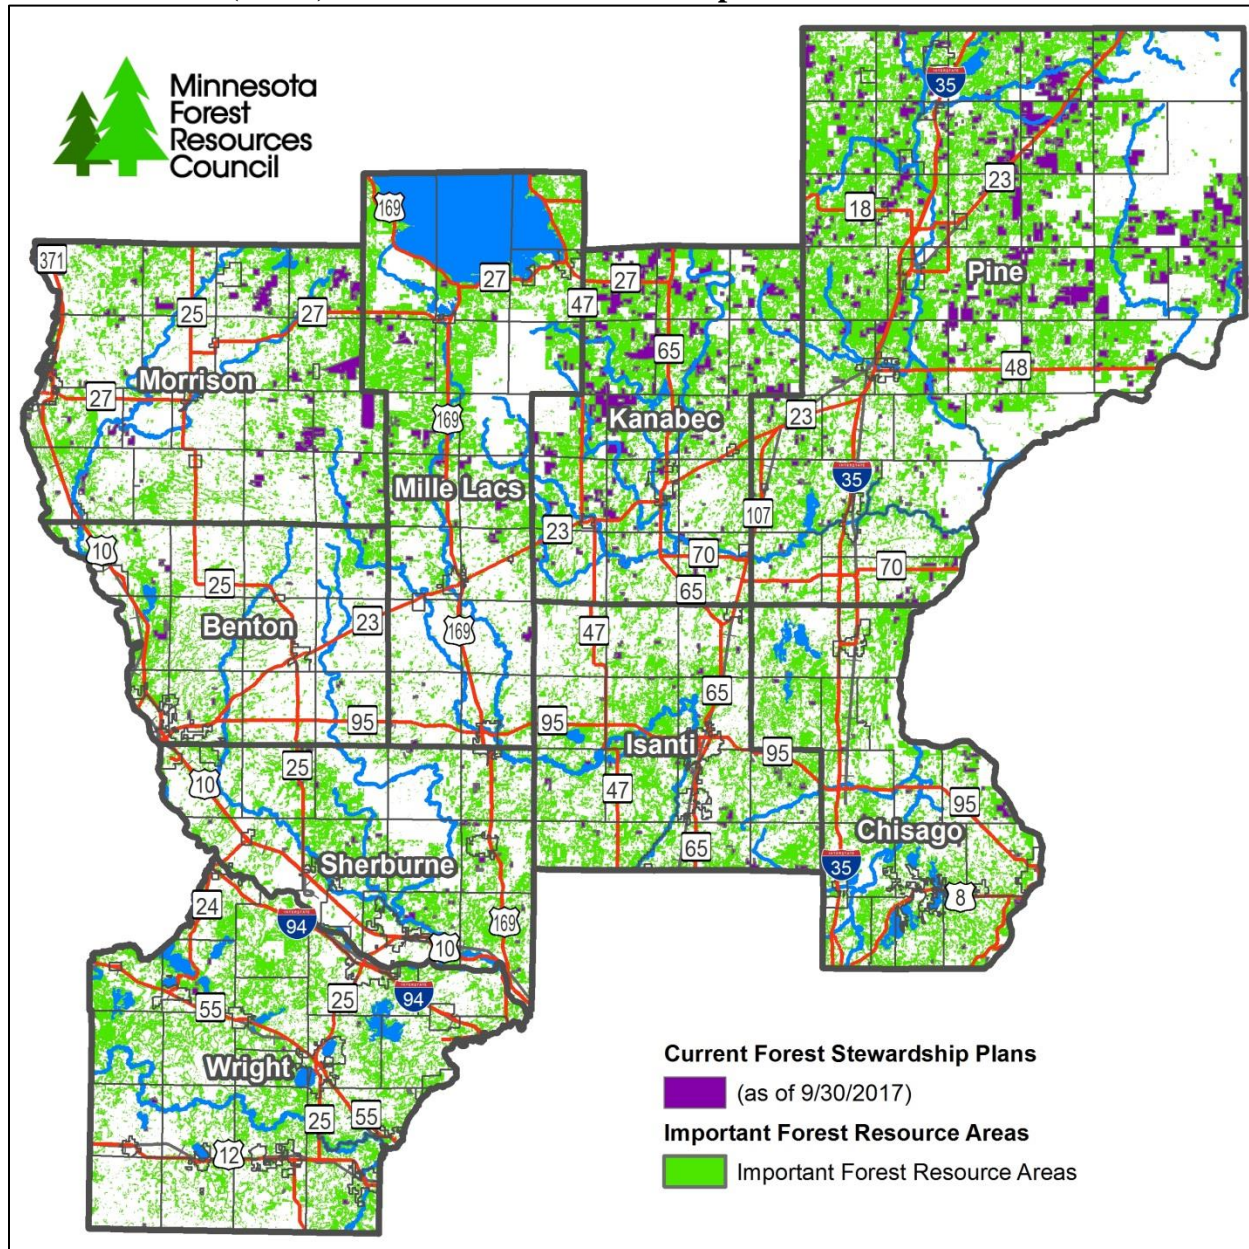 Minnesota
Forest
Resources
Council
INTERSTATE
35
23
169
18
371
Pine
27
25
27
47
27
65
48
Morrison
27
169
Kanabec
23
Mille Lacs
35
107
10
23
70
70
25
65
Benton
23
169
47
65
95
95
Isanti
95
10
25
47
95
Chisago
65
Sherburne
35
8
24
INTERSTATE
94
169
10
25
94
55
Wright
Current Forest Stewardship Plans
(as of 9/30/2017)
25
55
Important Forest Resource Areas
12
Important Forest Resource Areas